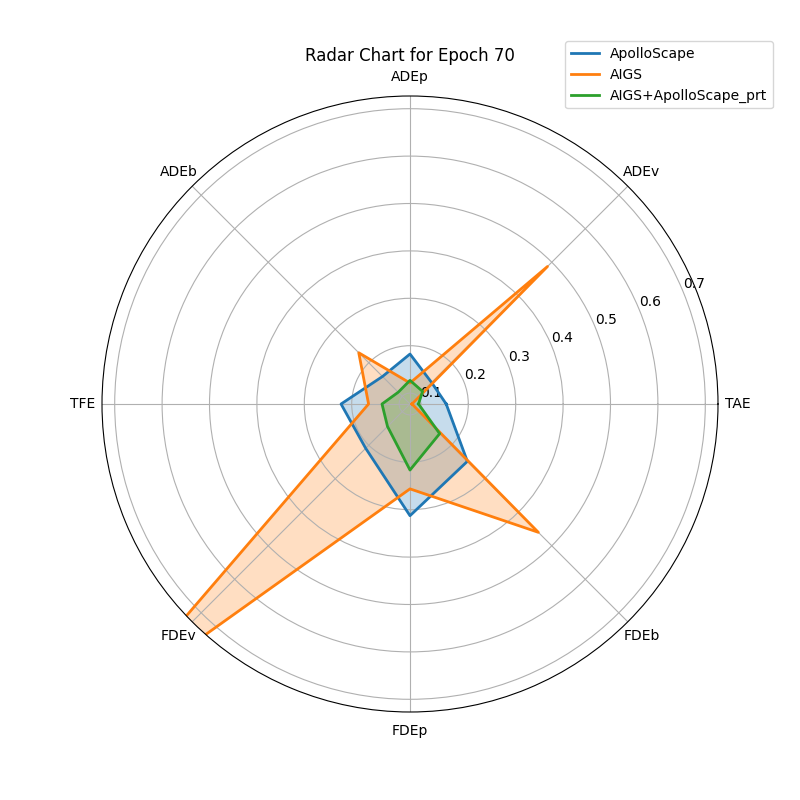 Radar Chart for Epoch 70
ApolloScape
AIGS
AIGS+ApolloScape_prt
ADEp
ADEb
ADEv
TFE
TAE
FDEv
FDEb
FDEp
0.1
0.2
0.3
0.4
0.5
0.6
0.7